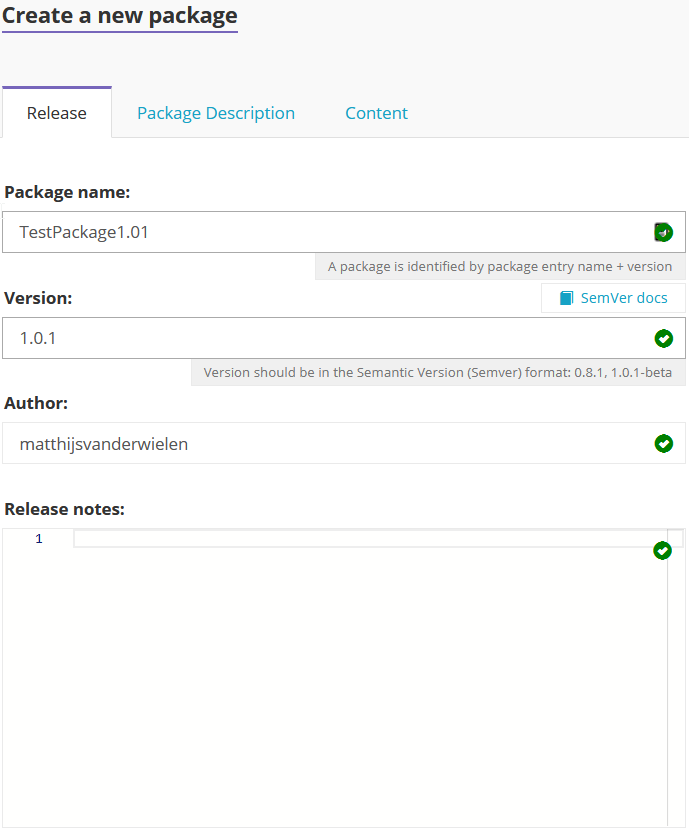 Create a new package
Release Package Description Content
Package name:
TestPackage1.01
A package is identified by package entry name + version
Version:
SemVer docs
1.0.1
Version should be in the Semantic Version (Semver) format: 0.8.1, 1.0.1-beta
Author:
matthijsvanderwielen
Release notes:
1